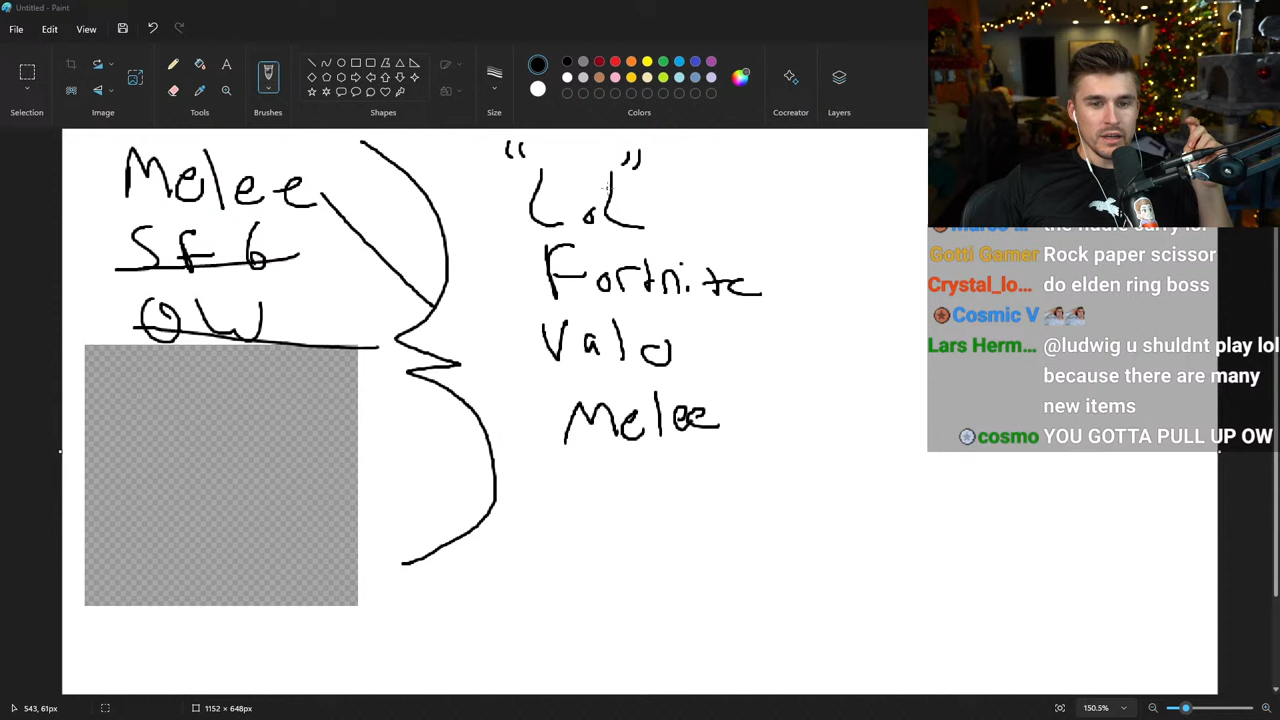 Untitled - Paint
File Edit View
Selection Image Tools Brushes Shapes Size Colors Cocreator Layers
Melee
SF 6
OW
"LoL"
Fortnite
Valo
Melee
Gotti Gamer Rock paper scissor
Crystal_lo... do elden ring boss
Cosmic V
Lars Herm... @ludwig u shuldnt play lol
because there are many
new items
cosmo YOU GOTTA PULL UP OW
543, 61px 1152 × 648px 150.5%